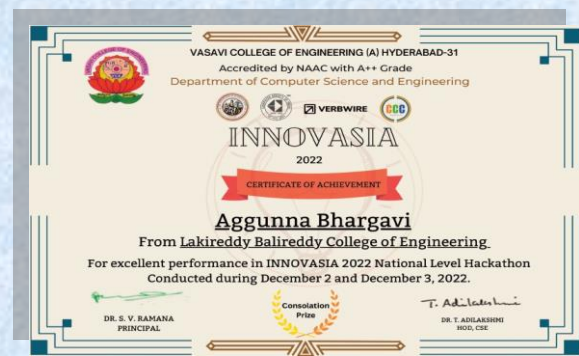 VASAVI COLLEGE OF ENGINEERING (A) HYDERABAD-31
Accredited by NAAC with A++ Grade
Department of Computer Science and Engineering
VERBWIRE
CCC
INNOVASIA
2022
CERTIFICATE OF ACHIEVEMENT
Aggunna Bhargavi
From Lakireddy Balireddy College of Engineering
For excellent performance in INNOVASIA 2022 National Level Hackathon
Conducted during December 2 and December 3, 2022.
Consolation
Prize
T. Adilakshmi
DR. S. V. RAMANA
PRINCIPAL
DR. T. ADILAKSHMI
HOD, CSE